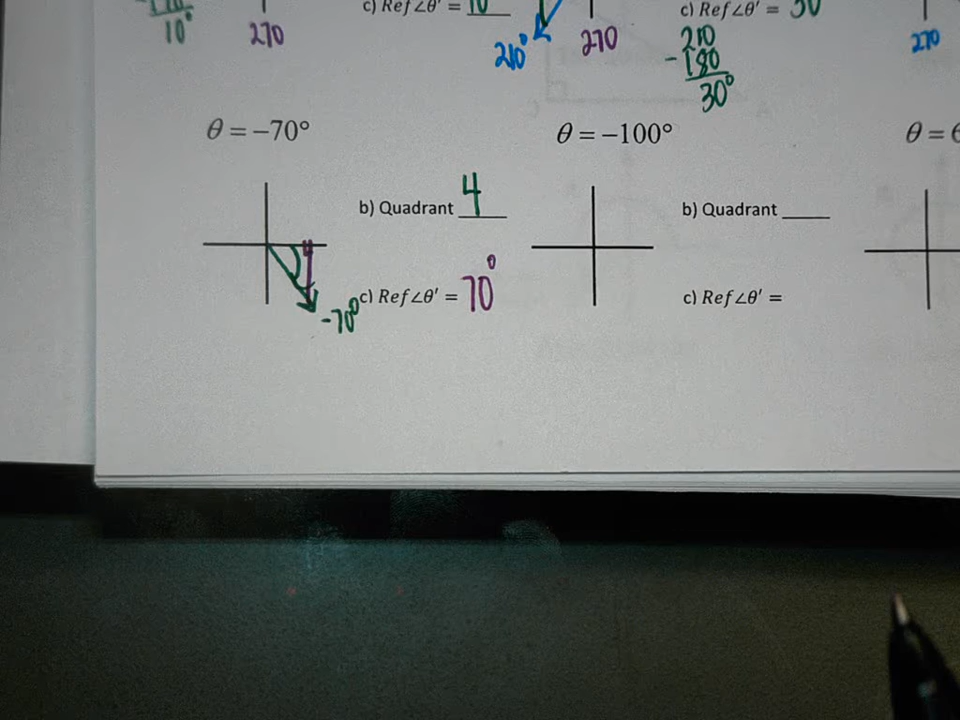 10° 270 c) Ref∠θ' = 10 210° 270 c) Ref∠θ' = 30 270
210
-180
30°
θ = −70° θ = −100° θ =
b) Quadrant 4 b) Quadrant ____
c) Ref∠θ' = 70° c) Ref∠θ' =
-70°